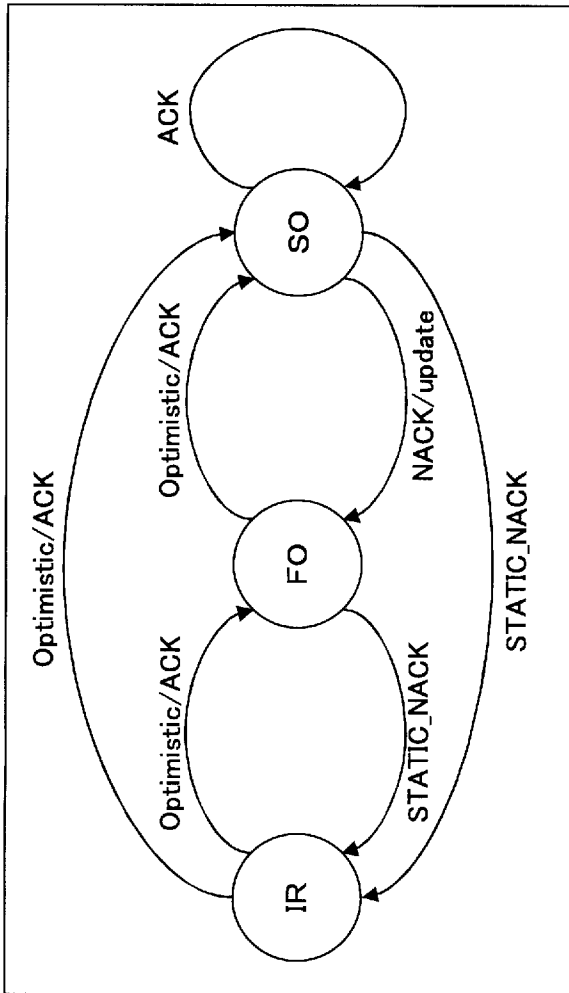 Optimistic/ACK
Optimistic/ACK
Optimistic/ACK
ACK
IR
FO
SO
STATIC_NACK
NACK/update
STATIC_NACK